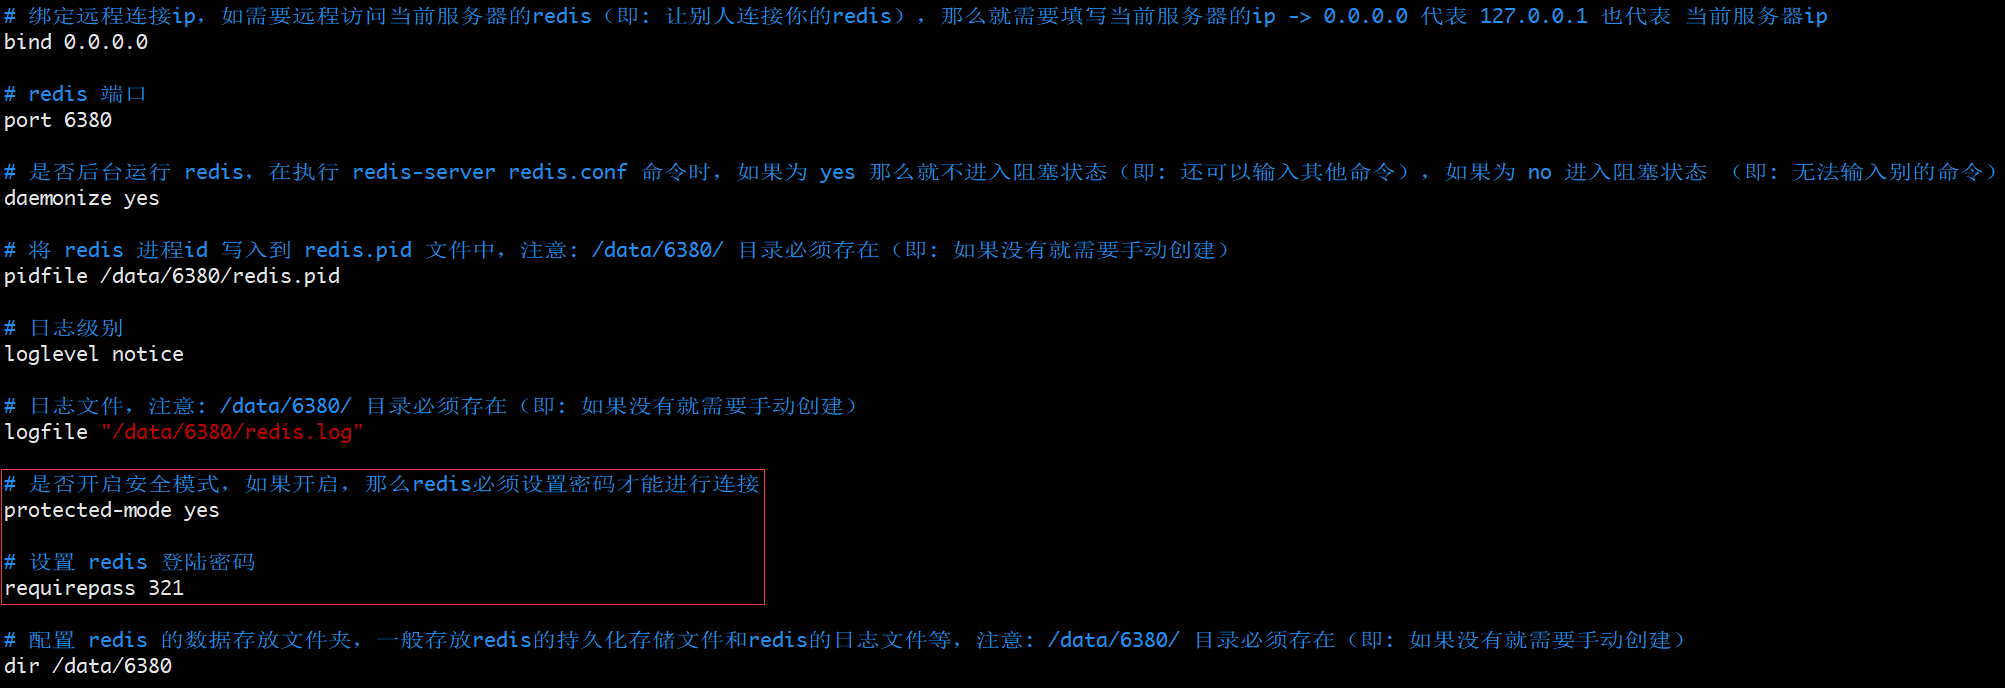 # 绑定远程连接ip，如需要远程访问当前服务器的redis（即: 让别人连接你的redis），那么就需要填写当前服务器的ip -> 0.0.0.0 代表 127.0.0.1 也代表 当前服务器ip
bind 0.0.0.0
# redis 端口
port 6380
# 是否后台运行 redis，在执行 redis-server redis.conf 命令时，如果为 yes 那么就不进入阻塞状态（即: 还可以输入其他命令），如果为 no 进入阻塞状态 （即: 无法输入别的命令）
daemonize yes
# 将 redis 进程id 写入到 redis.pid 文件中，注意: /data/6380/ 目录必须存在（即: 如果没有就需要手动创建）
pidfile /data/6380/redis.pid
# 日志级别
loglevel notice
# 日志文件，注意: /data/6380/ 目录必须存在（即: 如果没有就需要手动创建）
logfile "/data/6380/redis.log"
# 是否开启安全模式，如果开启，那么redis必须设置密码才能进行连接
protected-mode yes
# 设置 redis 登陆密码
requirepass 321
# 配置 redis 的数据存放文件夹，一般存放redis的持久化存储文件和redis的日志文件等，注意: /data/6380/ 目录必须存在（即: 如果没有就需要手动创建）
dir /data/6380